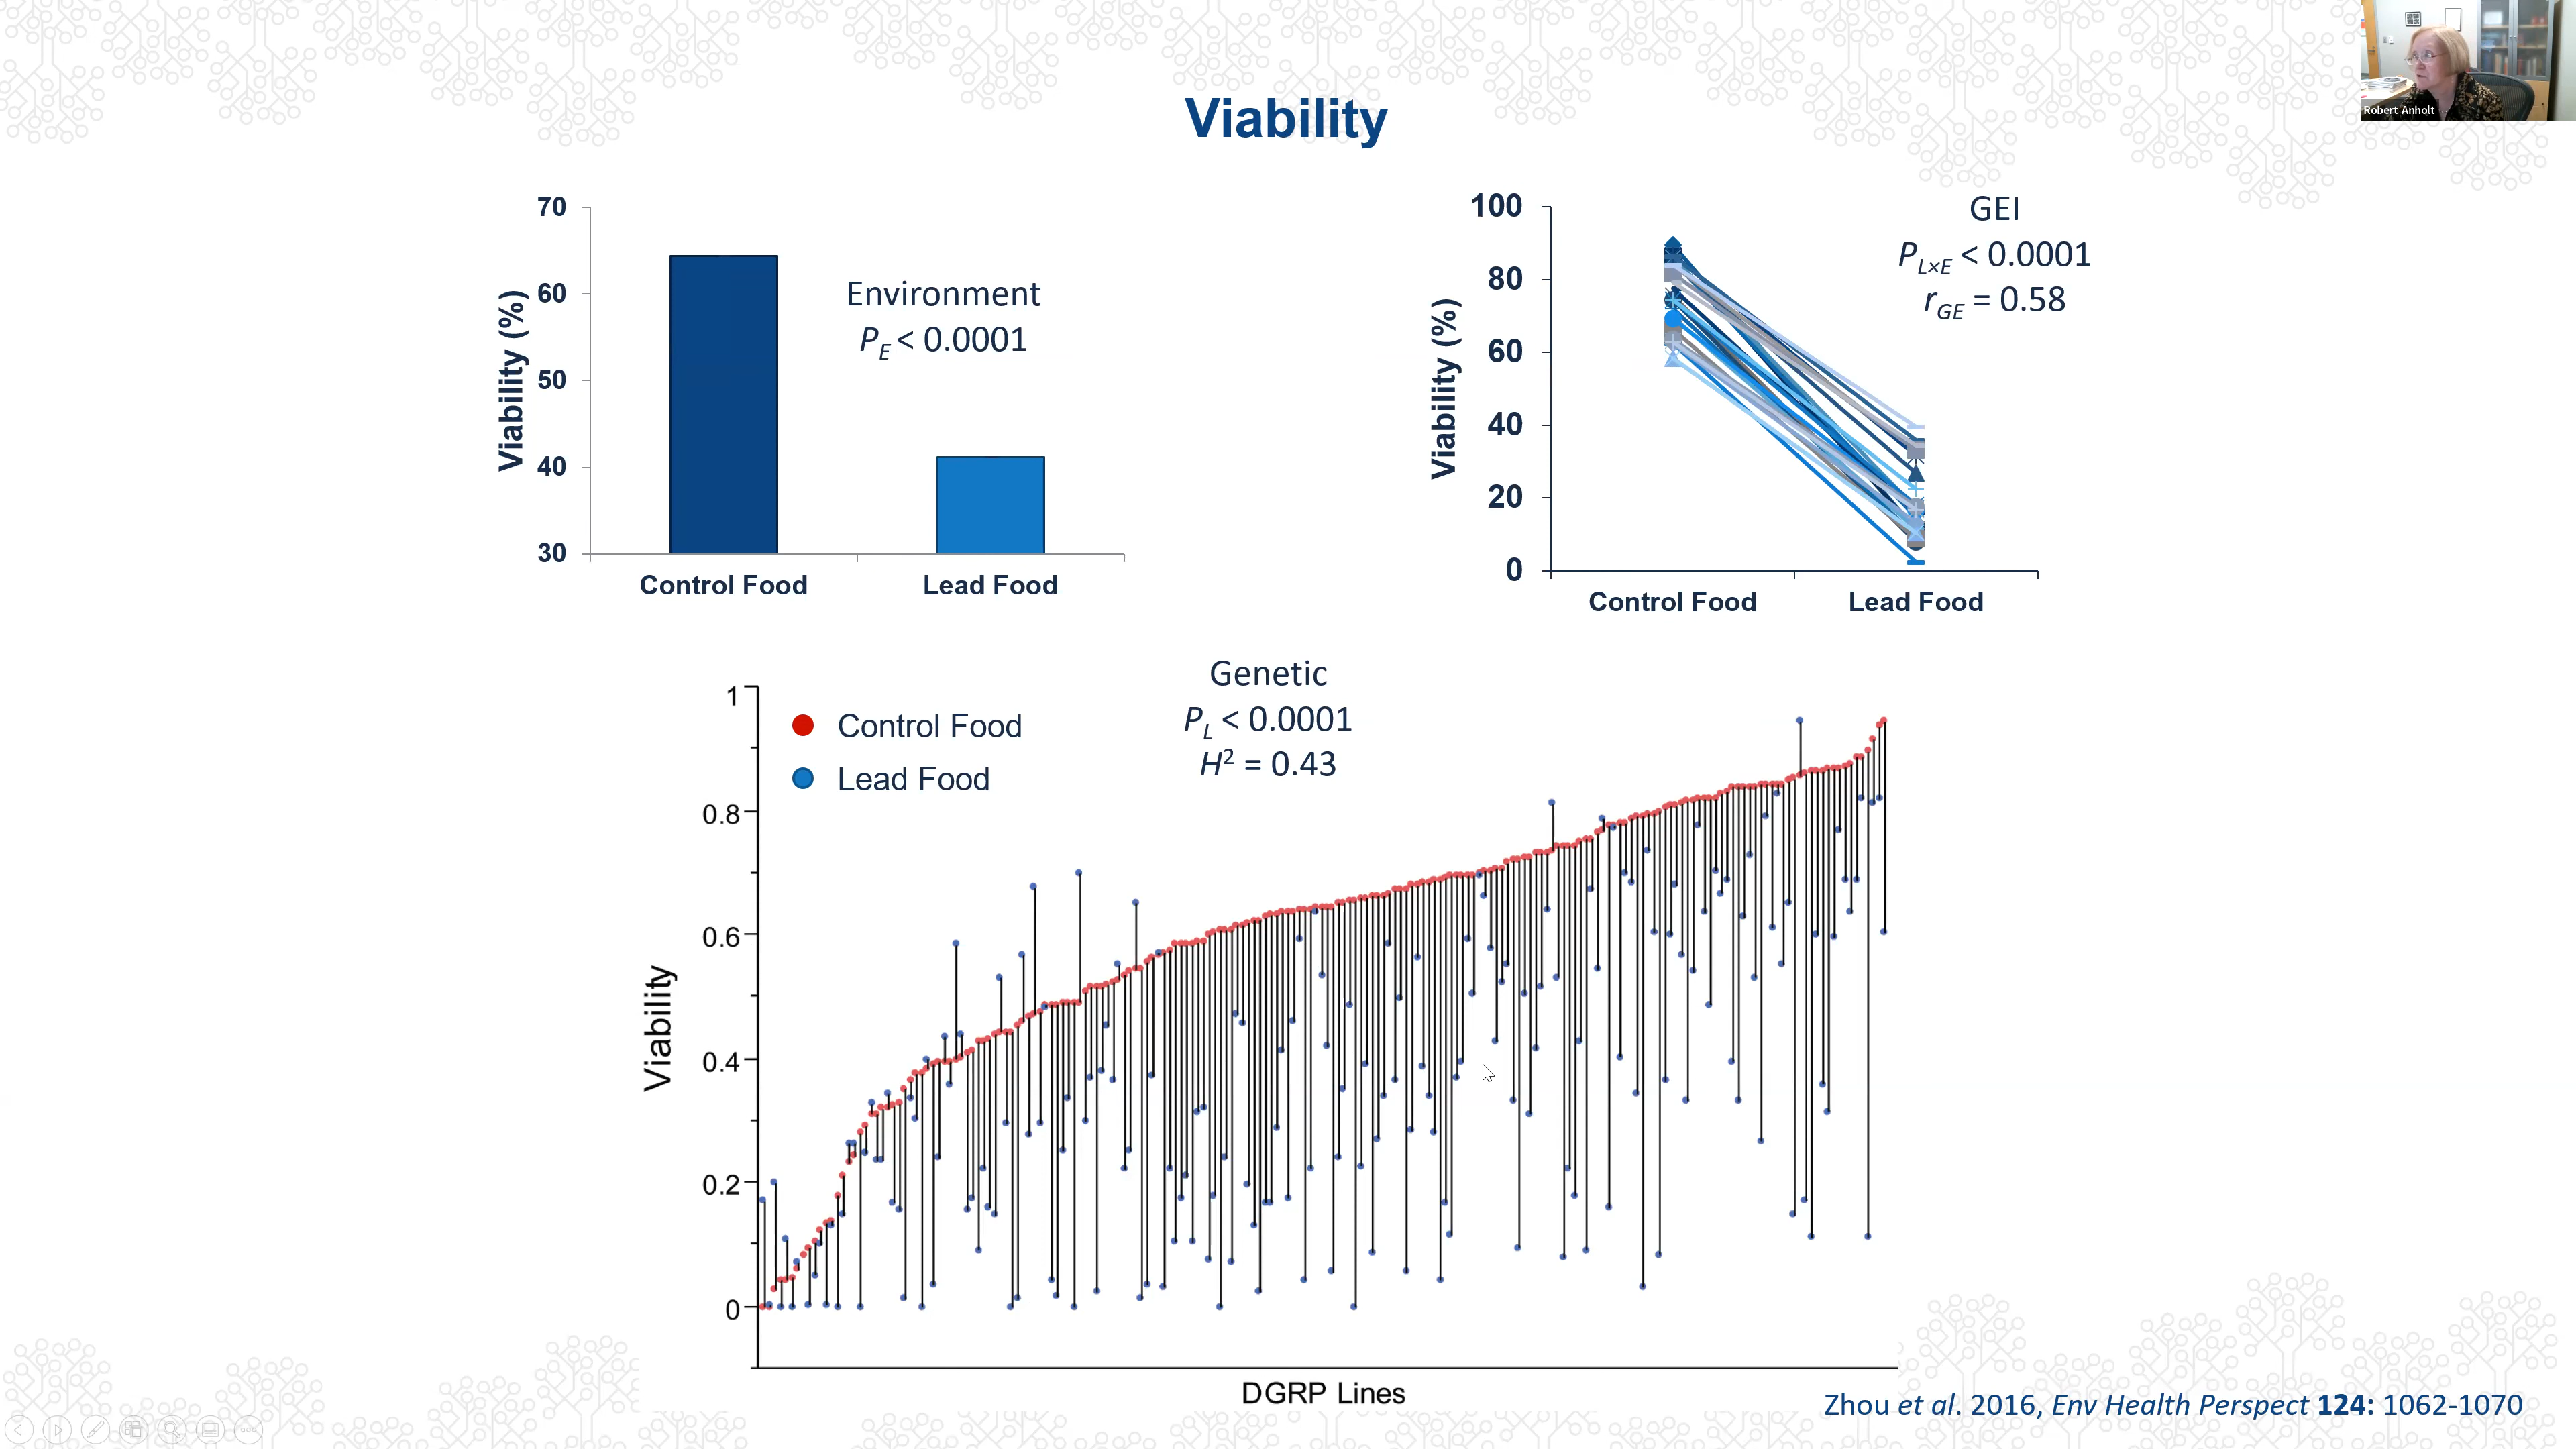 Viability
Robert Anholt
70
60
50
40
30
Viability (%)
Environment
P_E < 0.0001
Control Food
Lead Food
100
80
60
40
20
0
Viability (%)
GEI
P_L×E < 0.0001
r_GE = 0.58
Control Food
Lead Food
Genetic
P_L < 0.0001
H² = 0.43
Control Food
Lead Food
1
0.8
0.6
0.4
0.2
0
Viability
DGRP Lines
Zhou et al. 2016, Env Health Perspect 124: 1062-1070